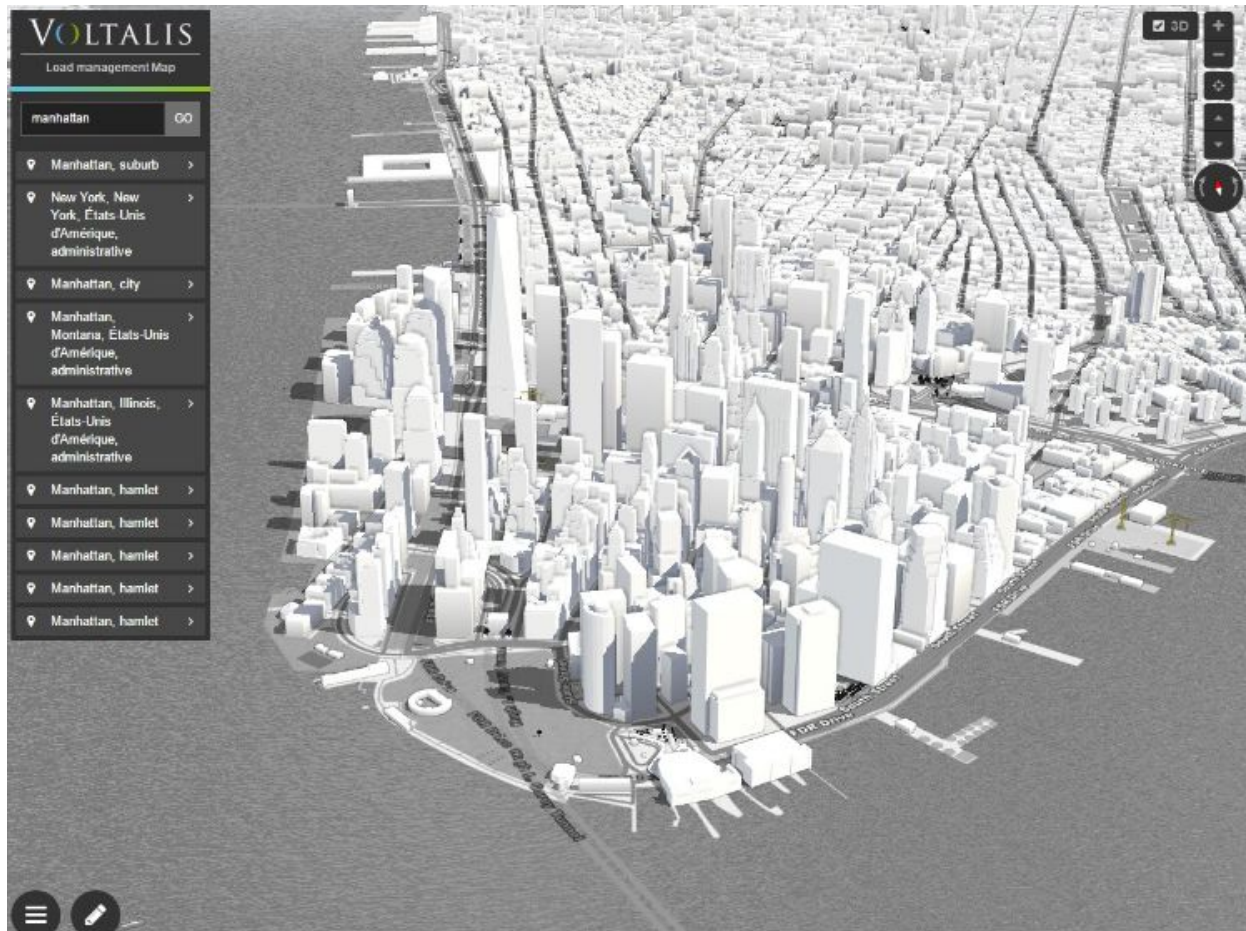 VOLTALIS
Load management Map
manhattan
GO
Manhattan, suburb
New York, New
York, États-Unis
d'Amérique,
administrative
Manhattan, city
Manhattan,
Montana, États-Unis
d'Amérique,
administrative
Manhattan, Illinois,
États-Unis
d'Amérique,
administrative
Manhattan, hamlet
Manhattan, hamlet
Manhattan, hamlet
Manhattan, hamlet
Manhattan, hamlet
3D
FDR Drive
South Street